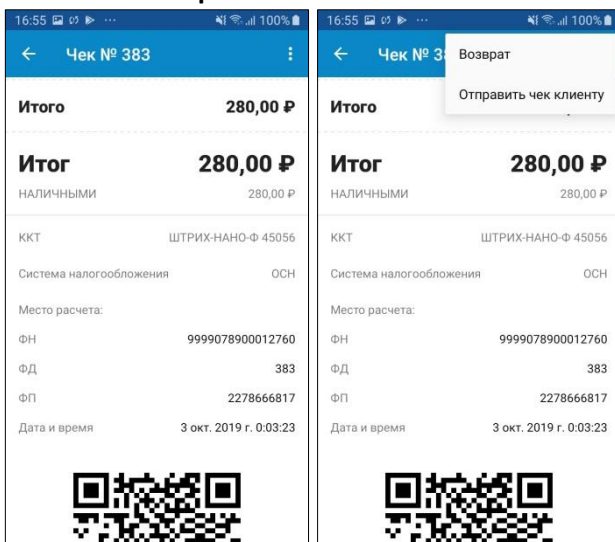 16:55 ... 100%
Чек № 383
Итого 280,00 ₽
Итог 280,00 ₽
НАЛИЧНЫМИ 280,00 ₽
ККТ ШТРИХ-НАНО-Ф 45056
Система налогообложения ОСН
Место расчета:
ФН 9999078900012760
ФД 383
ФП 2278666817
Дата и время 3 окт. 2019 г. 0:03:23
16:55 ... 100%
Чек № 3
Возврат
Отправить чек клиенту
Итого
Итог 280,00 ₽
НАЛИЧНЫМИ 280,00 ₽
ККТ ШТРИХ-НАНО-Ф 45056
Система налогообложения ОСН
Место расчета:
ФН 9999078900012760
ФД 383
ФП 2278666817
Дата и время 3 окт. 2019 г. 0:03:23